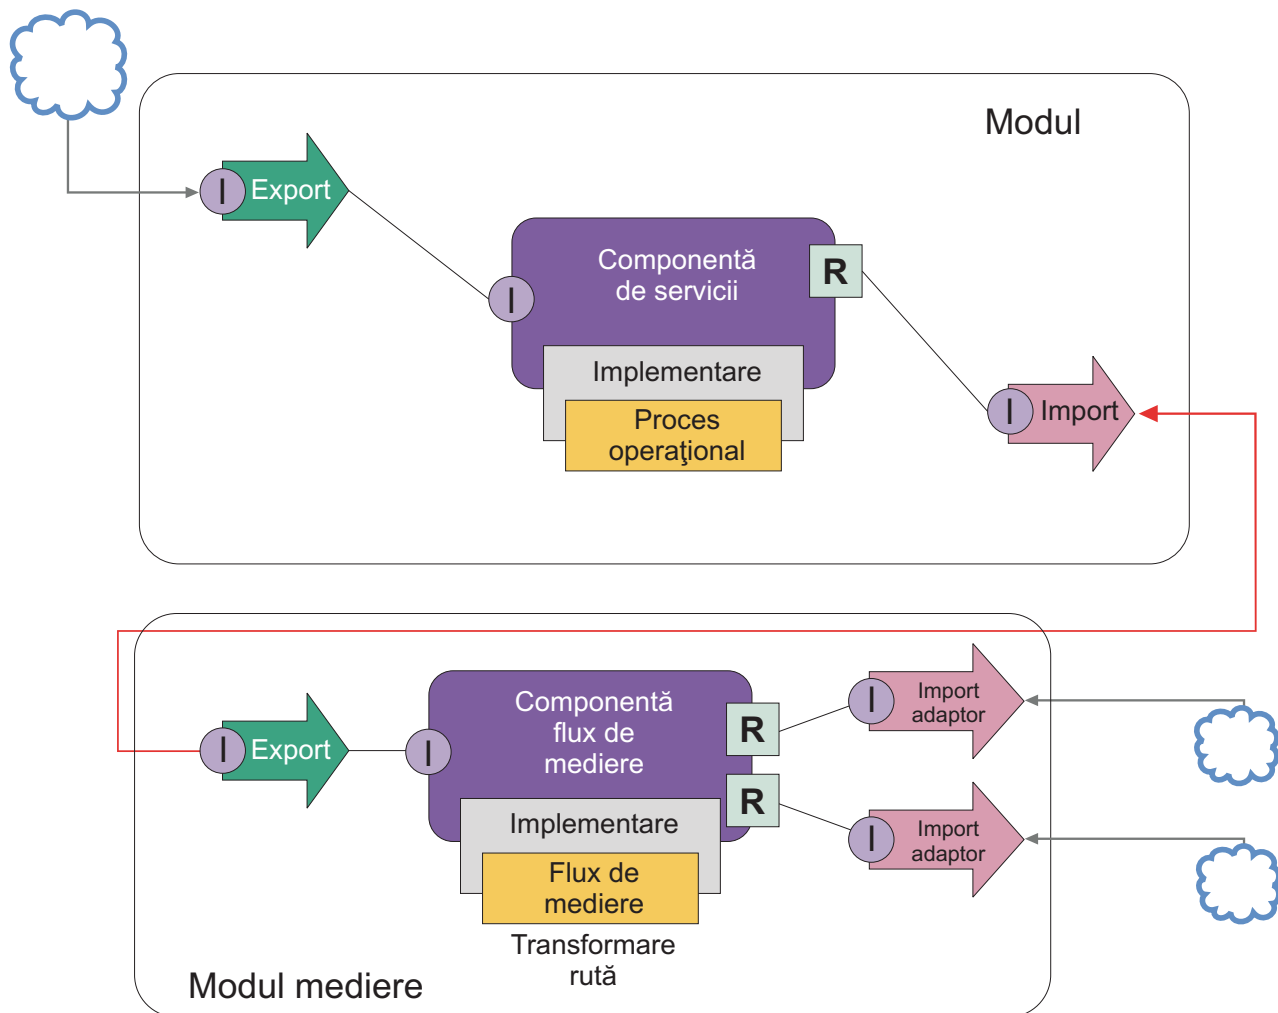 Modul
I
Export
Componentă
de servicii
R
I
Implementare
Proces
operaţional
I
Import
Componentă
flux de
mediere
R
R
I
Import
adaptor
I
Export
I
Implementare
I
Import
adaptor
Flux de
mediere
Transformare
rută
Modul mediere